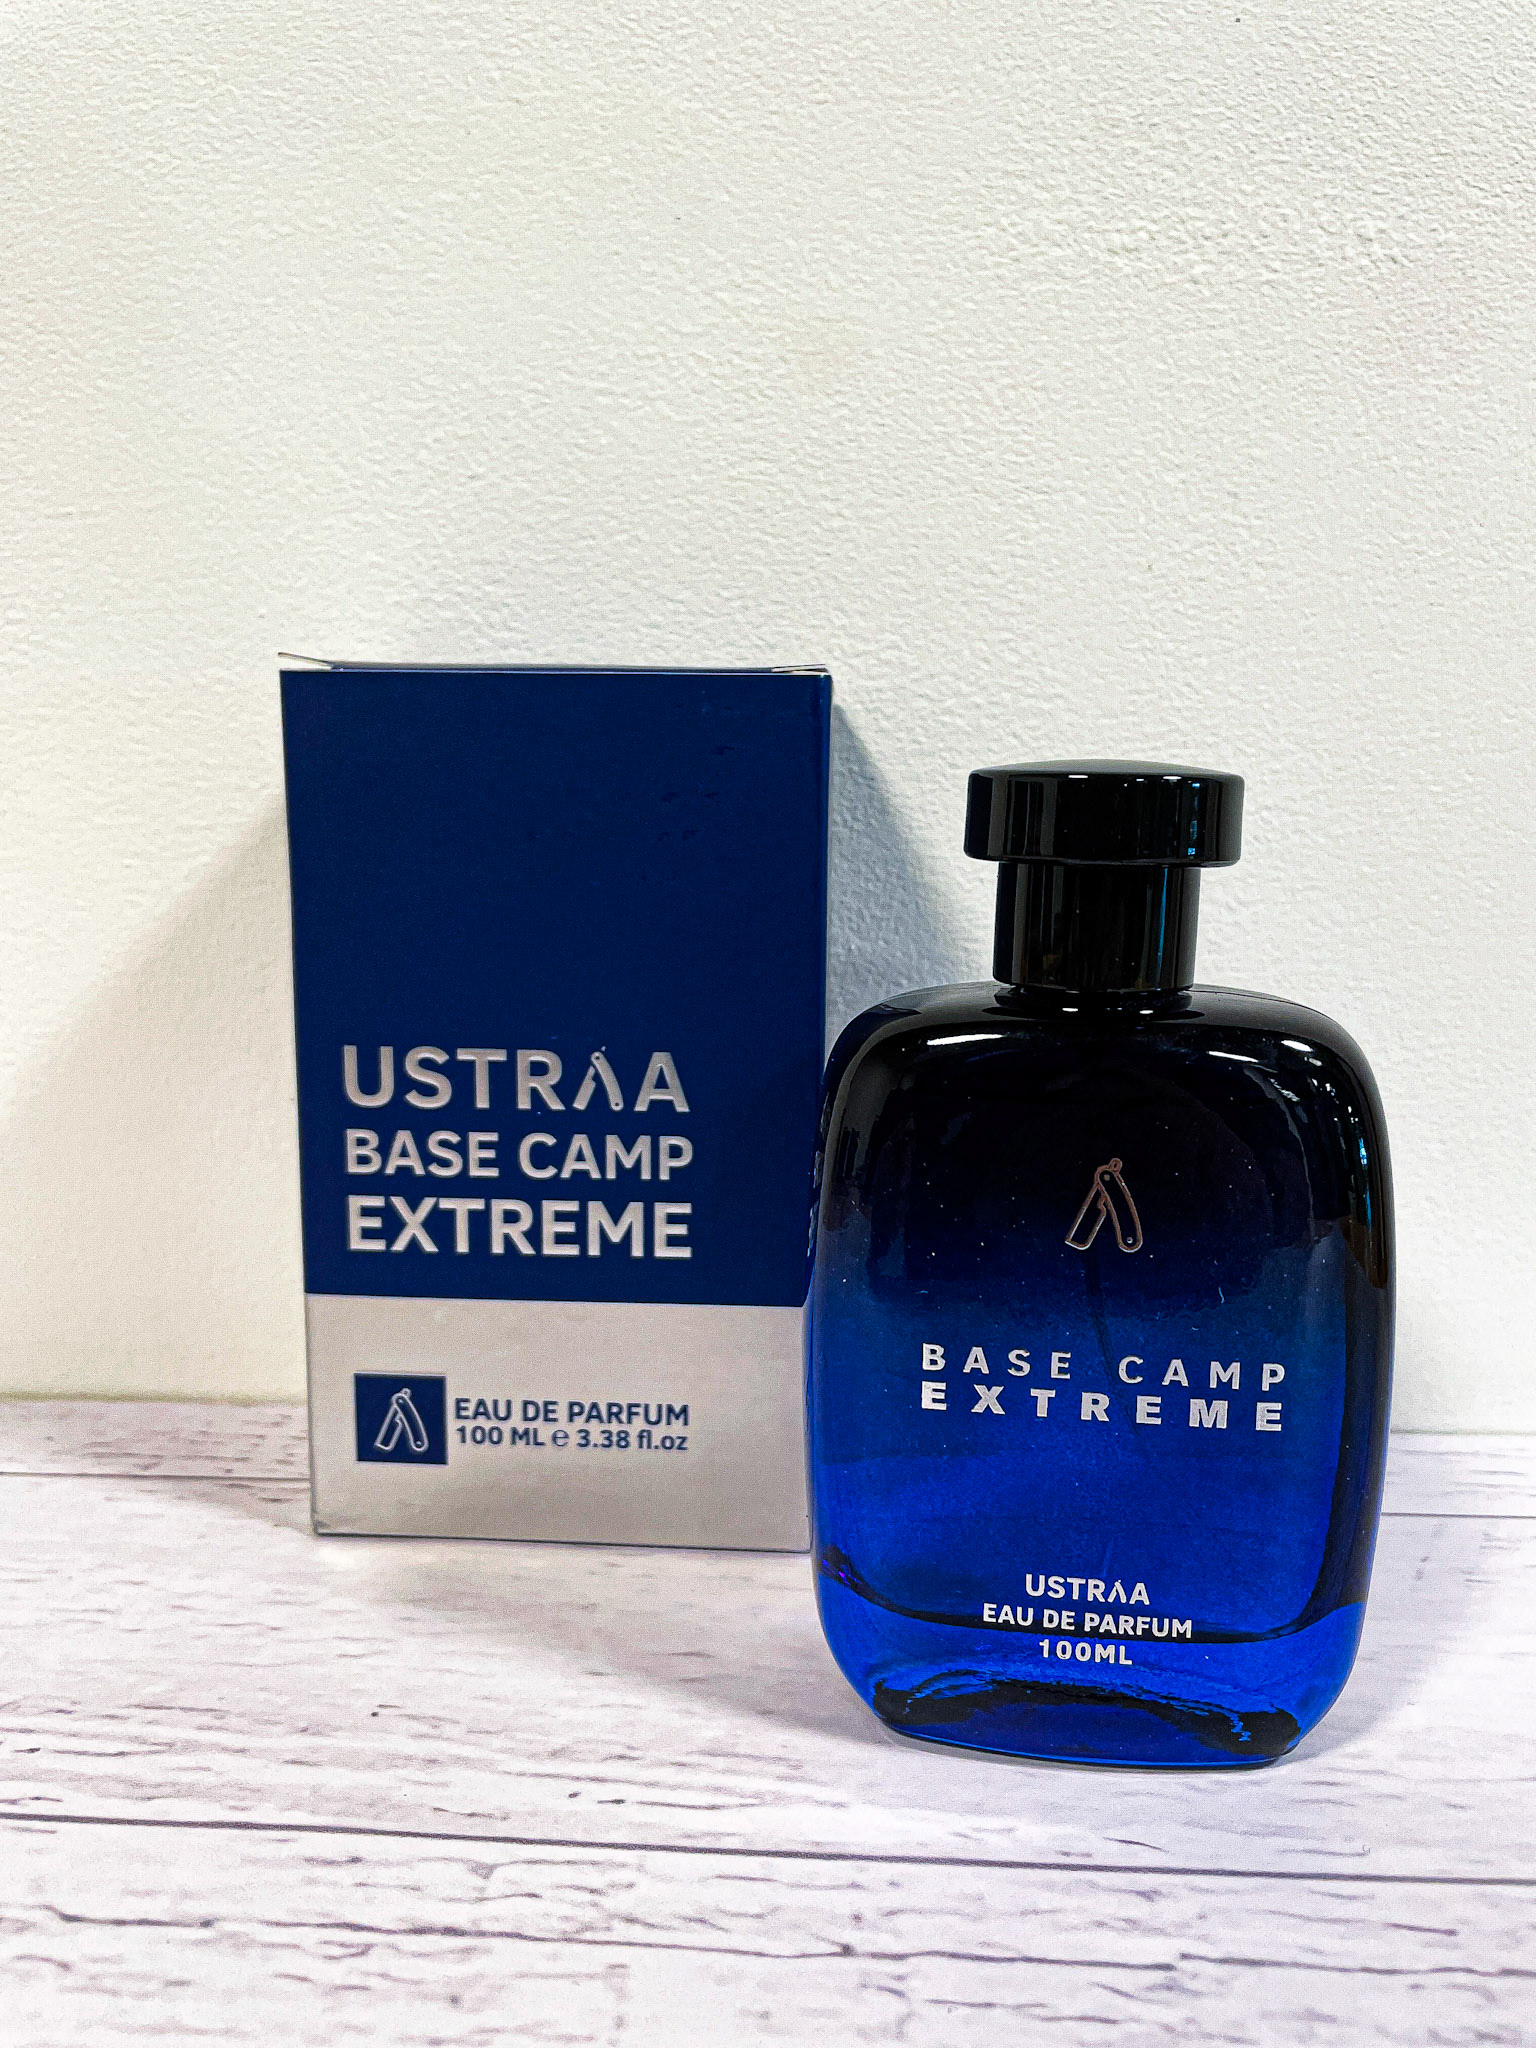 USTRAA
BASE CAMP
EXTREME
EAU DE PARFUM
100 ML ℮ 3.38 fl.oz
BASE CAMP
EXTREME
USTRAA
EAU DE PARFUM
100ML